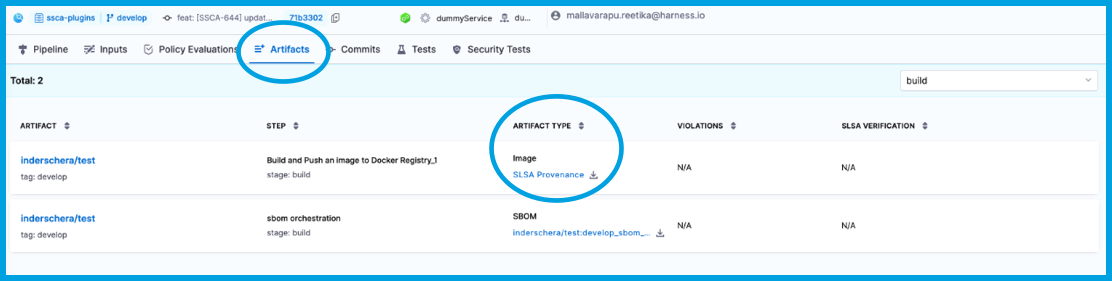 ssca-plugins develop feat: [SSCA-644] updat... 71b3302 dummyService du... mallavarapu.reetika@harness.io
Pipeline Inputs Policy Evaluations Artifacts Commits Tests Security Tests
Total: 2 build
ARTIFACT STEP ARTIFACT TYPE VIOLATIONS SLSA VERIFICATION
inderschera/test Build and Push an image to Docker Registry_1 Image N/A N/A
tag: develop stage: build SLSA Provenance
inderschera/test sbom orchestration SBOM N/A N/A
tag: develop stage: build inderschera/test:develop_sbom_...